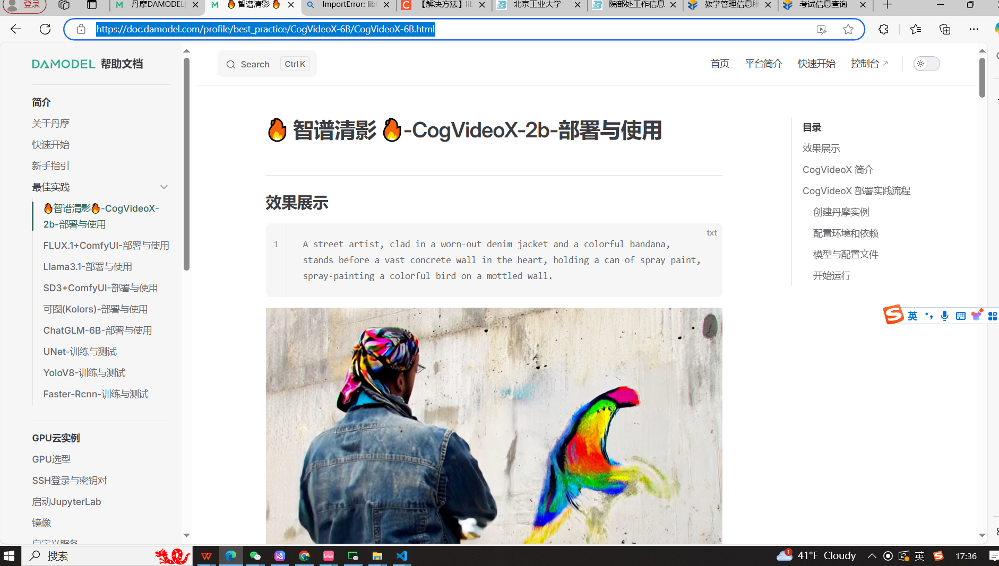 登录
丹摩DAMODEL
🔥智谱清影🔥
ImportError: lib
【解决方法】lib
北京工业大学一
院部处工作信息
教学管理信息服
考试信息查询
https://doc.damodel.com/profile/best_practice/CogVideoX-6B/CogVideoX-6B.html
DAMODEL 帮助文档
Search Ctrl K
首页
平台简介
快速开始
控制台
简介
关于丹摩
快速开始
新手指引
最佳实践
🔥智谱清影🔥-CogVideoX-
2b-部署与使用
FLUX.1+ComfyUI-部署与使用
Llama3.1-部署与使用
SD3+ComfyUI-部署与使用
可图(Kolors)-部署与使用
ChatGLM-6B-部署与使用
UNet-训练与测试
YoloV8-训练与测试
Faster-Rcnn-训练与测试
GPU云实例
GPU选型
SSH登录与密钥对
启动JupyterLab
镜像
自定义服务
🔥智谱清影🔥-CogVideoX-2b-部署与使用
效果展示
txt
1
A street artist, clad in a worn-out denim jacket and a colorful bandana,
stands before a vast concrete wall in the heart, holding a can of spray paint,
spray-painting a colorful bird on a mottled wall.
目录
效果展示
CogVideoX 简介
CogVideoX 部署实践流程
创建丹摩实例
配置环境和依赖
模型与配置文件
开始运行
英
搜索
1
41°F Cloudy
英
17:36